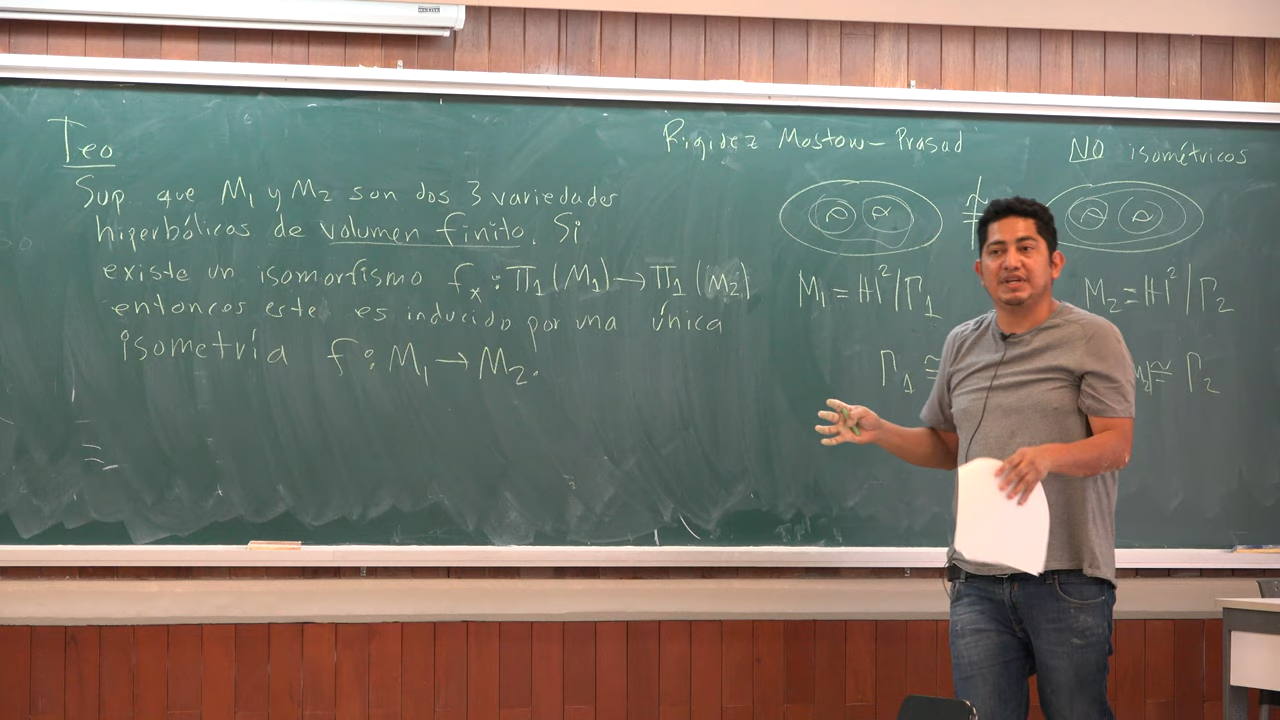 Teo
Sup. que M₁ y M₂ son dos 3 variedades
hiperbólicas de volumen finito. Si
existe un isomorfismo f* : Π₁(M₁) → Π₁(M₂)
entonces este es inducido por una única
isometría f : M₁ → M₂.
Rigidez Mostow–Prasad
NO isométricos
≇
M₁ = ℍ²/Γ₁
M₂ = ℍ²/Γ₂
Γ₁ ≅
≅ Γ₂